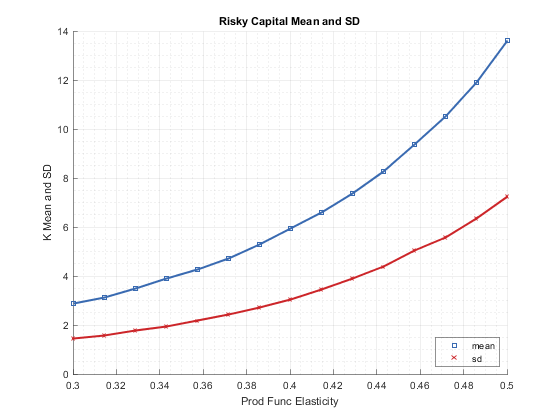 Risky Capital Mean and SD
14
12
10
8
6
4
2
0
K Mean and SD
0.3 0.32 0.34 0.36 0.38 0.4 0.42 0.44 0.46 0.48 0.5
Prod Func Elasticity
mean
sd